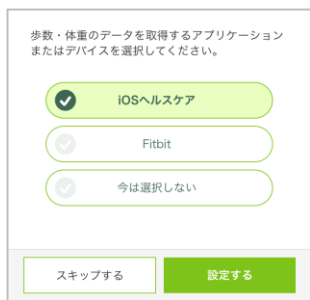 歩数・体重のデータを取得するアプリケーション
またはデバイスを選択してください。
iOSヘルスケア
Fitbit
今は選択しない
スキップする
設定する